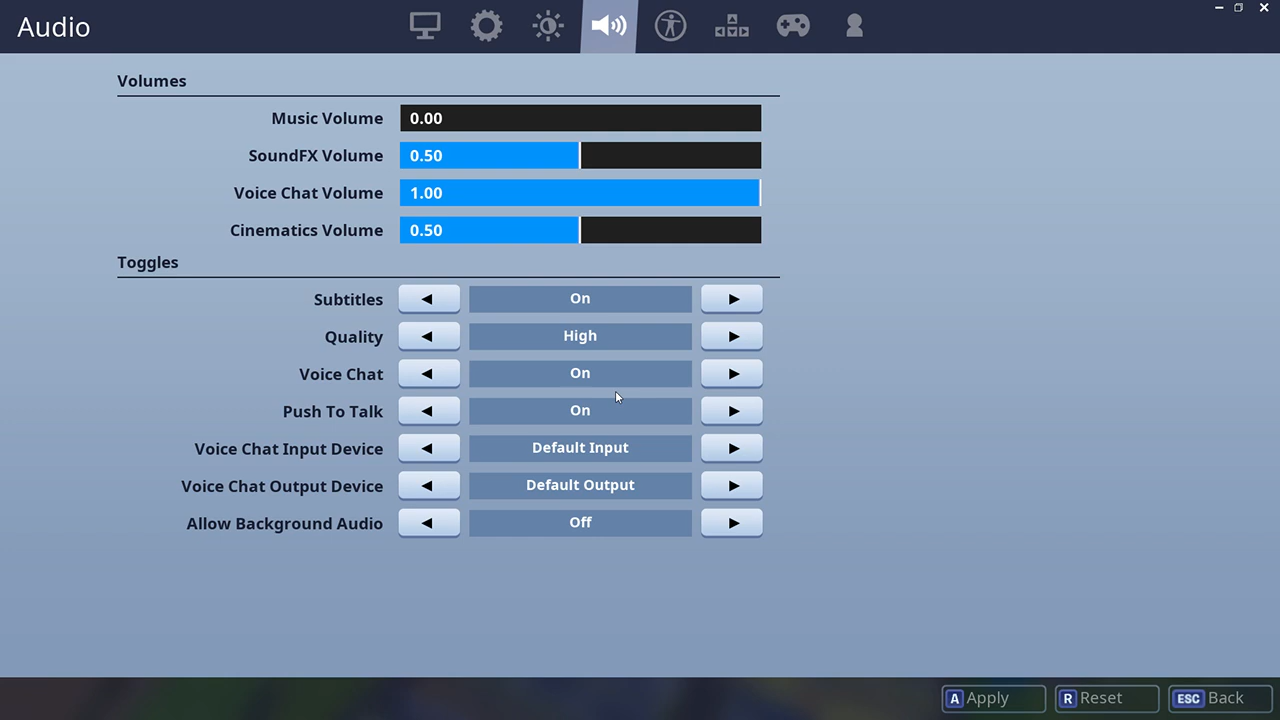 Audio
Volumes
Music Volume 0.00
SoundFX Volume 0.50
Voice Chat Volume 1.00
Cinematics Volume 0.50
Toggles
Subtitles On
Quality High
Voice Chat On
Push To Talk On
Voice Chat Input Device Default Input
Voice Chat Output Device Default Output
Allow Background Audio Off
A Apply R Reset ESC Back